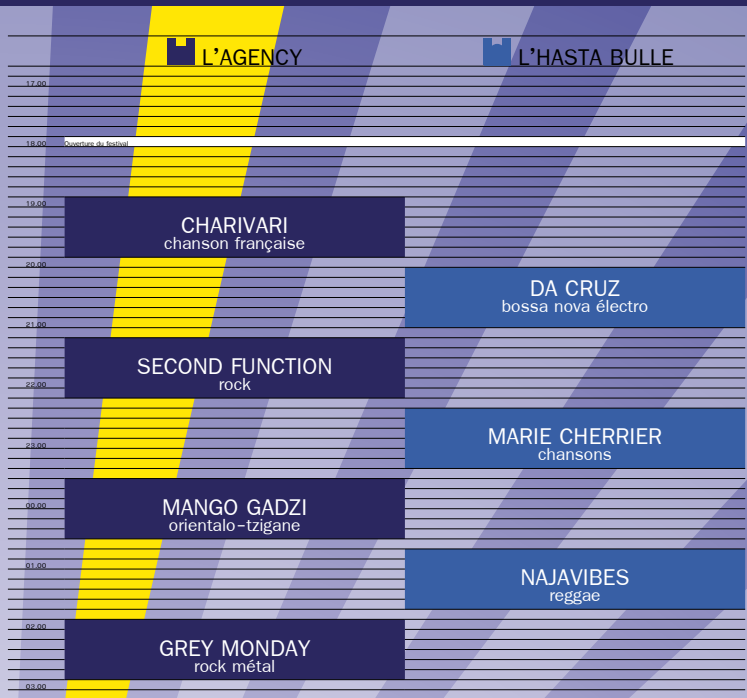 L'AGENCY
L'HASTA BULLE
17.00
18.00 Ouverture du festival
19.00
CHARIVARI
chanson française
20.00
DA CRUZ
bossa nova électro
21.00
SECOND FUNCTION
rock
22.00
MARIE CHERRIER
23.00
chansons
00.00
MANGO GADZI
orientalo-tzigane
01.00
NAJAVIBES
reggae
02.00
GREY MONDAY
rock métal
03.00